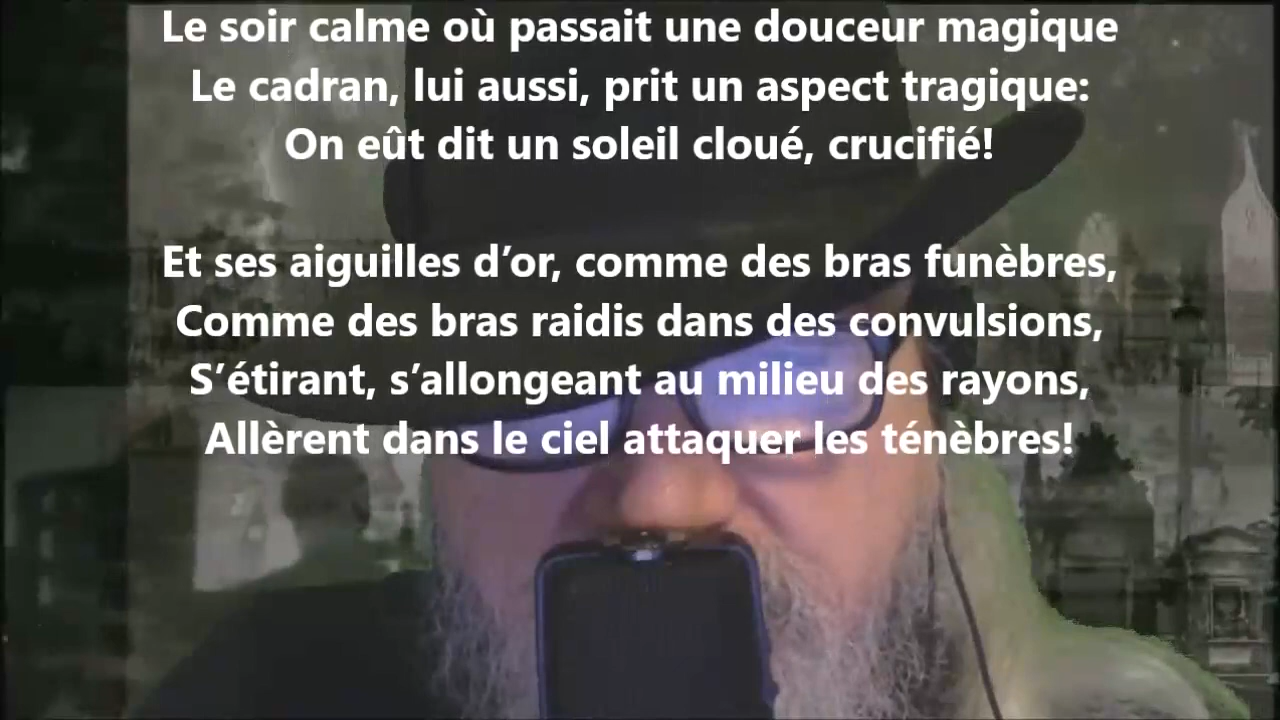 Le soir calme où passait une douceur magique
Le cadran, lui aussi, prit un aspect tragique:
On eût dit un soleil cloué, crucifié!
Et ses aiguilles d’or, comme des bras funèbres,
Comme des bras raidis dans des convulsions,
S’étirant, s’allongeant au milieu des rayons,
Allèrent dans le ciel attaquer les ténèbres!